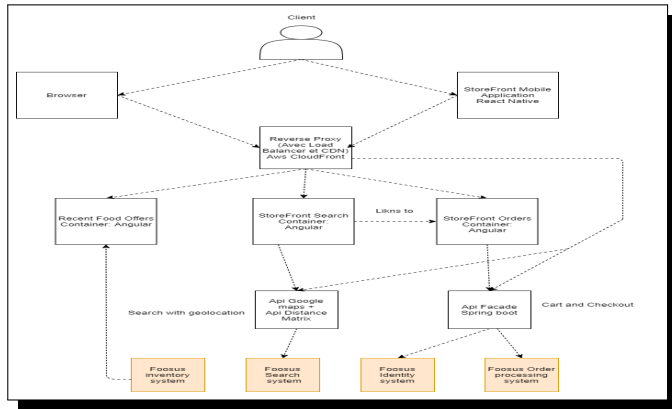 Client
Browser
StoreFront Mobile
Application
React Native
Reverse Proxy
(Avec Load
Balancer et CDN)
Aws CloudFront
Recent Food Offers
Container: Angular
StoreFront Search
Container:
Angular
Likns to
StoreFront Orders
Container:
Angular
Search with geolocation
Api Google
maps +
Api Distance
Matrix
Api Facade
Spring boot
Cart and Checkout
Foosus
inventory
system
Foosus
Search
system
Foosus
Identity
system
Foosus Order
processing
system